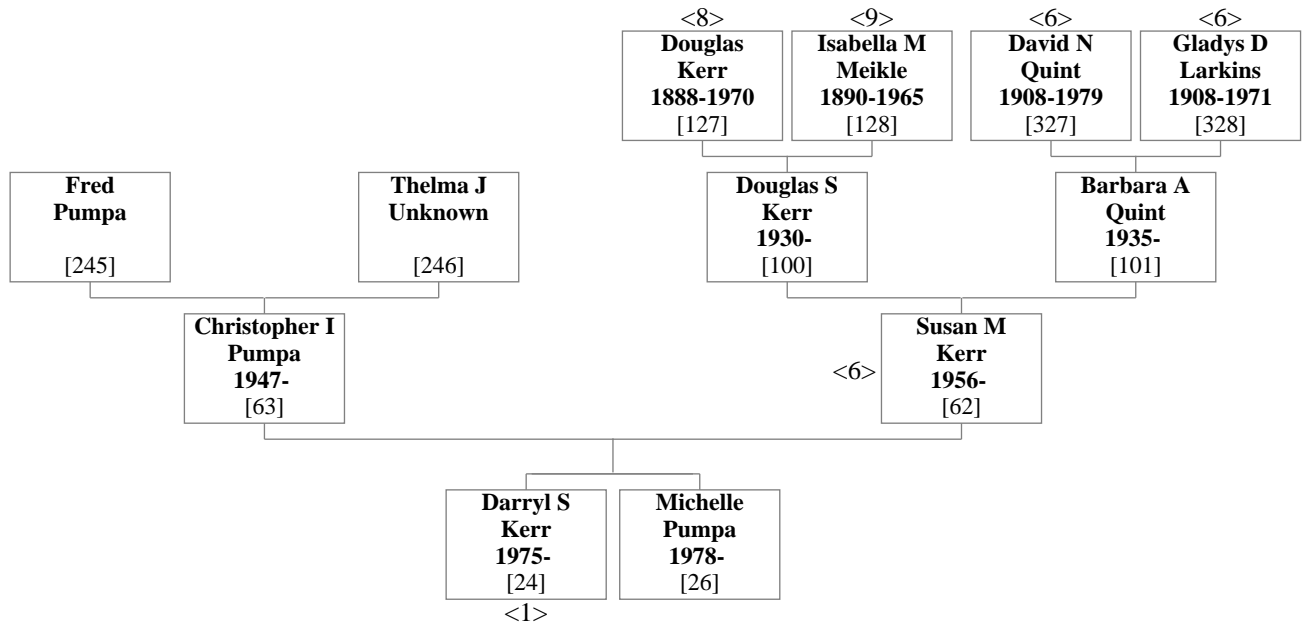 <8>
Douglas
Kerr
1888-1970
[127]
<9>
Isabella M
Meikle
1890-1965
[128]
<6>
David N
Quint
1908-1979
[327]
<6>
Gladys D
Larkins
1908-1971
[328]
Fred
Pumpa
[245]
Thelma J
Unknown
[246]
Douglas S
Kerr
1930-
[100]
Barbara A
Quint
1935-
[101]
Christopher I
Pumpa
1947-
[63]
<6>
Susan M
Kerr
1956-
[62]
Darryl S
Kerr
1975-
[24]
<1>
Michelle
Pumpa
1978-
[26]